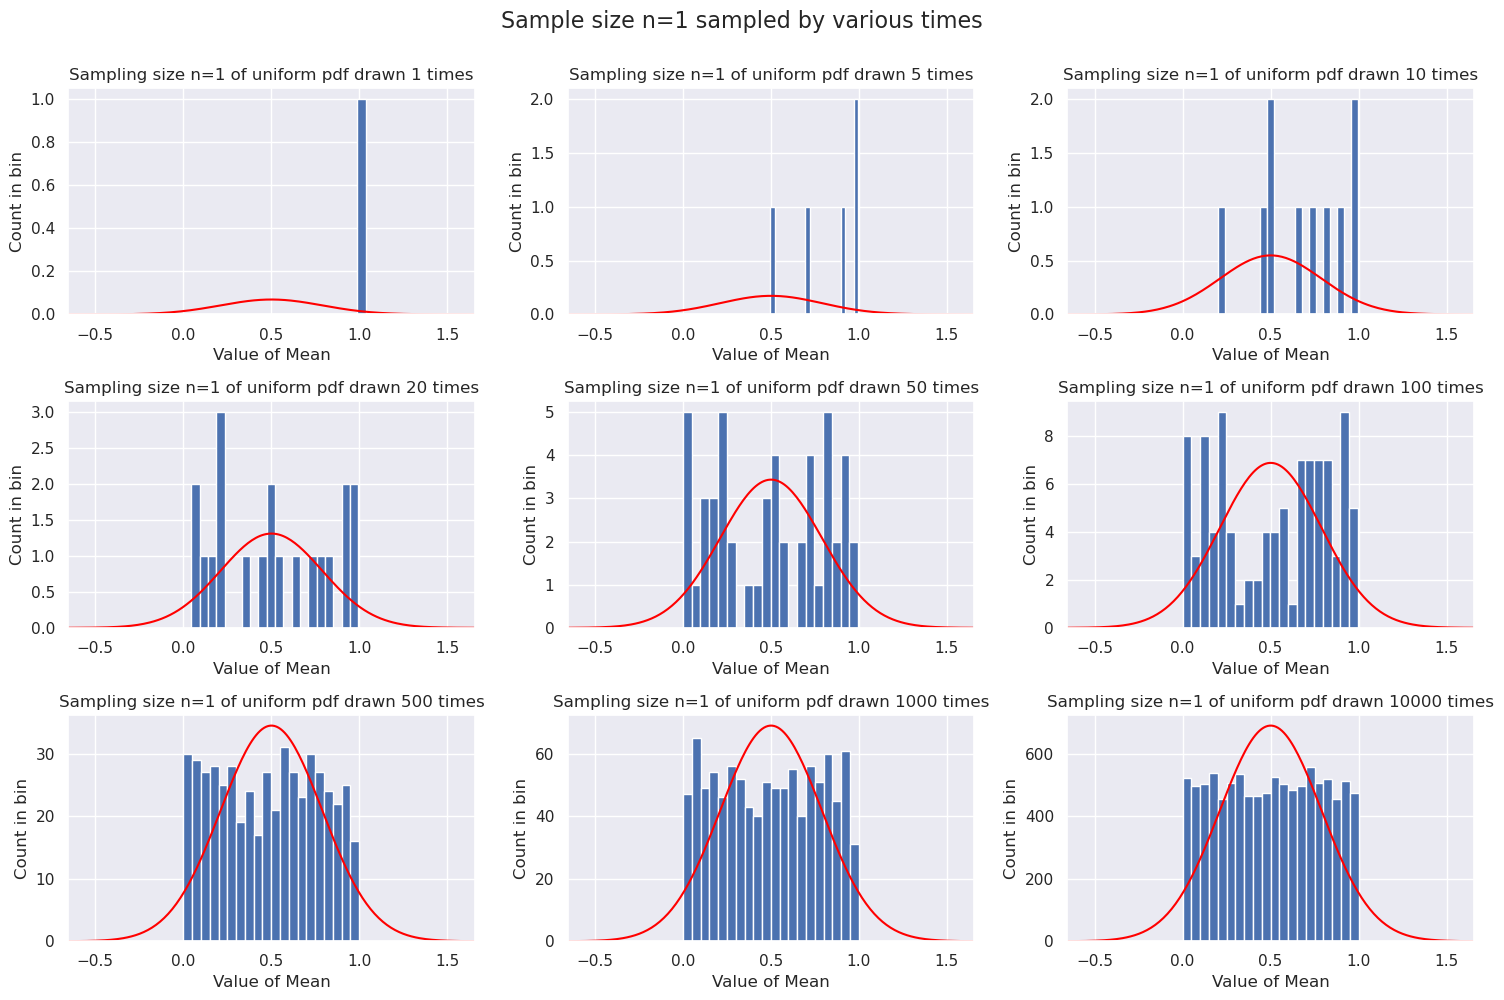 Sample size n=1 sampled by various times
Sampling size n=1 of uniform pdf drawn 1 times
Sampling size n=1 of uniform pdf drawn 5 times
Sampling size n=1 of uniform pdf drawn 10 times
1.0
0.8
0.6
0.4
0.2
0.0
Count in bin
−0.5 0.0 0.5 1.0 1.5
Value of Mean
2.0
1.5
1.0
0.5
0.0
Count in bin
−0.5 0.0 0.5 1.0 1.5
Value of Mean
2.0
1.5
1.0
0.5
0.0
Count in bin
−0.5 0.0 0.5 1.0 1.5
Value of Mean
Sampling size n=1 of uniform pdf drawn 20 times
Sampling size n=1 of uniform pdf drawn 50 times
Sampling size n=1 of uniform pdf drawn 100 times
3.0
2.5
2.0
1.5
1.0
0.5
0.0
Count in bin
−0.5 0.0 0.5 1.0 1.5
Value of Mean
5
4
3
2
1
0
Count in bin
−0.5 0.0 0.5 1.0 1.5
Value of Mean
8
6
4
2
0
Count in bin
−0.5 0.0 0.5 1.0 1.5
Value of Mean
Sampling size n=1 of uniform pdf drawn 500 times
Sampling size n=1 of uniform pdf drawn 1000 times
Sampling size n=1 of uniform pdf drawn 10000 times
30
20
10
0
Count in bin
−0.5 0.0 0.5 1.0 1.5
Value of Mean
60
40
20
0
Count in bin
−0.5 0.0 0.5 1.0 1.5
Value of Mean
600
400
200
0
Count in bin
−0.5 0.0 0.5 1.0 1.5
Value of Mean